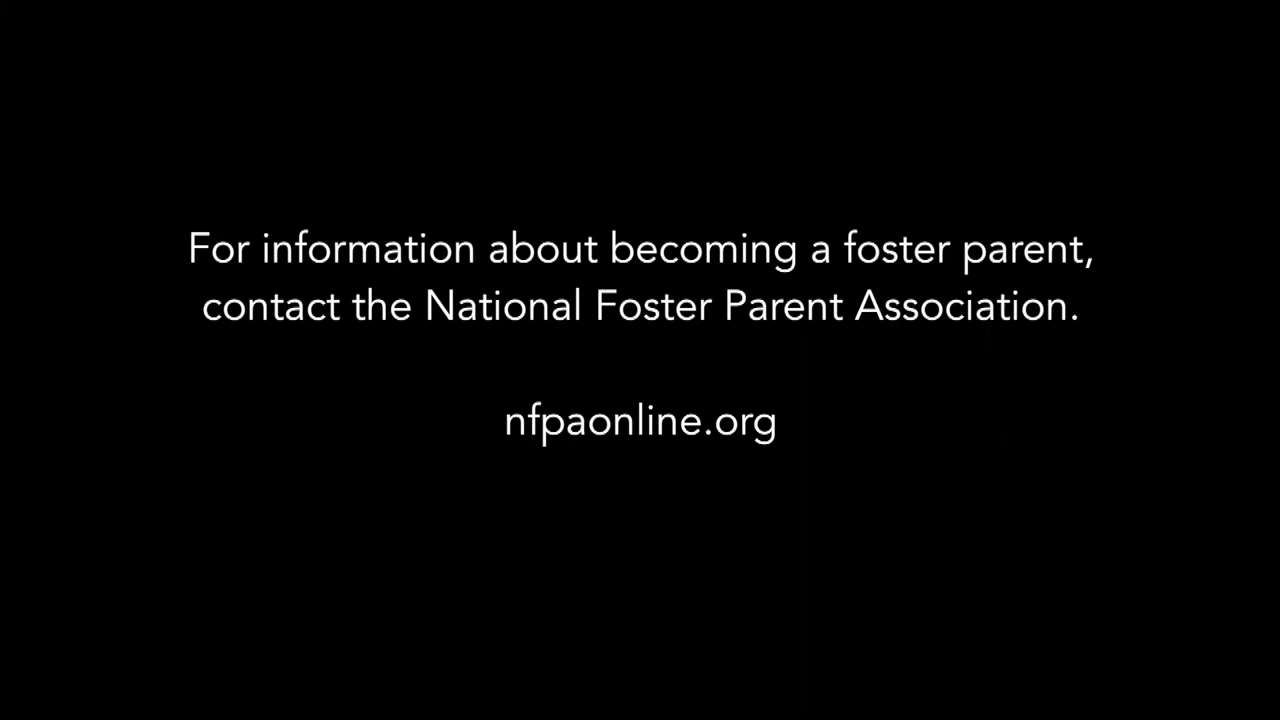 For information about becoming a foster parent,
contact the National Foster Parent Association.
nfpaonline.org